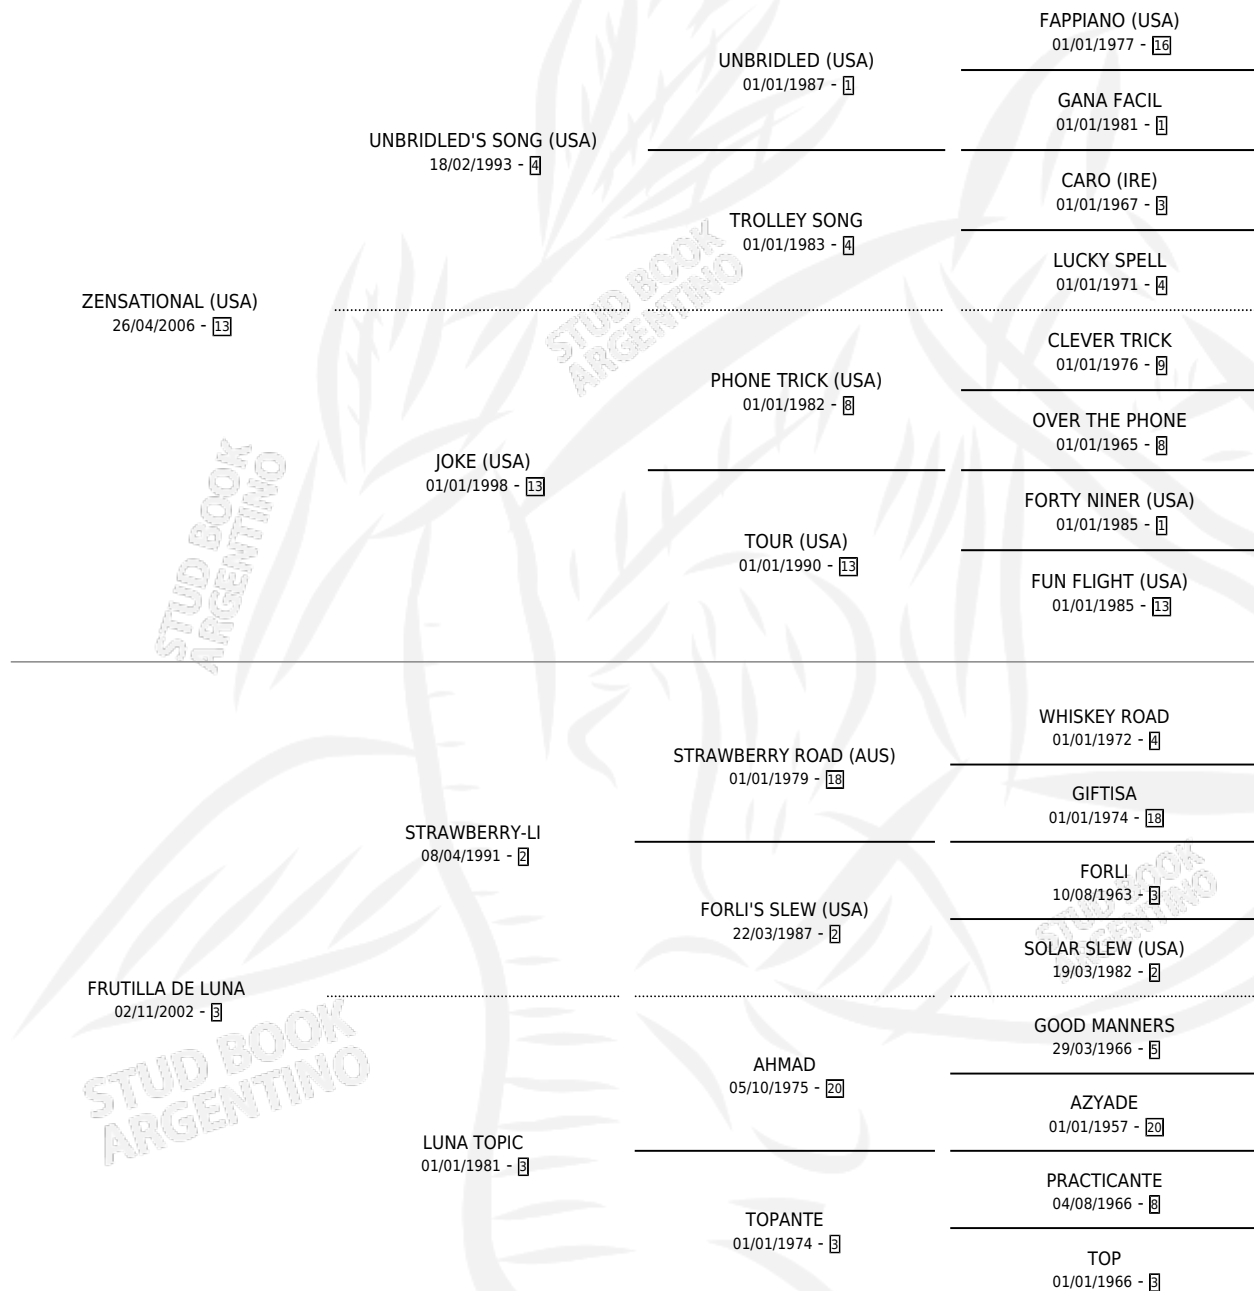 FAPPIANO (USA)
01/01/1977 - 16
UNBRIDLED (USA)
01/01/1987 - 1
GANA FACIL
01/01/1981 - 1
UNBRIDLED'S SONG (USA)
18/02/1993 - 4
CARO (IRE)
01/01/1967 - 3
TROLLEY SONG
01/01/1983 - 4
LUCKY SPELL
01/01/1971 - 4
ZENSATIONAL (USA)
26/04/2006 - 13
STUD BOOK
ARGENTINO
CLEVER TRICK
01/01/1976 - 9
PHONE TRICK (USA)
01/01/1982 - 8
OVER THE PHONE
01/01/1965 - 8
JOKE (USA)
01/01/1998 - 13
FORTY NINER (USA)
01/01/1985 - 1
TOUR (USA)
01/01/1990 - 13
FUN FLIGHT (USA)
01/01/1985 - 13
STUD BOOK
ARGENTINO
WHISKEY ROAD
01/01/1972 - 4
STRAWBERRY ROAD (AUS)
01/01/1979 - 18
GIFTISA
01/01/1974 - 18
STRAWBERRY-LI
08/04/1991 - 2
FORLI
10/08/1963 - 3
FORLI'S SLEW (USA)
22/03/1987 - 2
STUD BOOK
ARGENTINO
SOLAR SLEW (USA)
19/03/1982 - 2
FRUTILLA DE LUNA
02/11/2002 - 3
STUD BOOK
ARGENTINO
GOOD MANNERS
29/03/1966 - 5
AHMAD
05/10/1975 - 20
AZYADE
01/01/1957 - 20
LUNA TOPIC
01/01/1981 - 3
PRACTICANTE
04/08/1966 - 8
TOPANTE
01/01/1974 - 3
TOP
01/01/1966 - 3